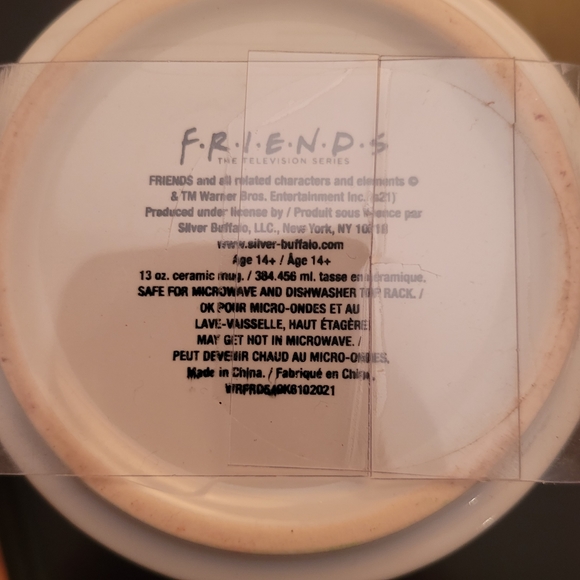 F·R·I·E·N·D·S
THE TELEVISION SERIES
FRIENDS and all related characters and elements ©
& TM Warner Bros. Entertainment Inc. s21)
Produced under license by / Produit sous licence par
Silver Buffalo, LLC., New York, NY 10018
www.silver-buffalo.com
Age 14+ / Âge 14+
13 oz. ceramic mug. / 384.456 ml. tasse en céramique.
SAFE FOR MICROWAVE AND DISHWASHER TOP RACK. /
OK POUR MICRO-ONDES ET AU
LAVE-VAISSELLE, HAUT ÉTAGÈRE
MAY GET HOT IN MICROWAVE. /
PEUT DEVENIR CHAUD AU MICRO-ONDES.
Made in China. / Fabriqué en China.